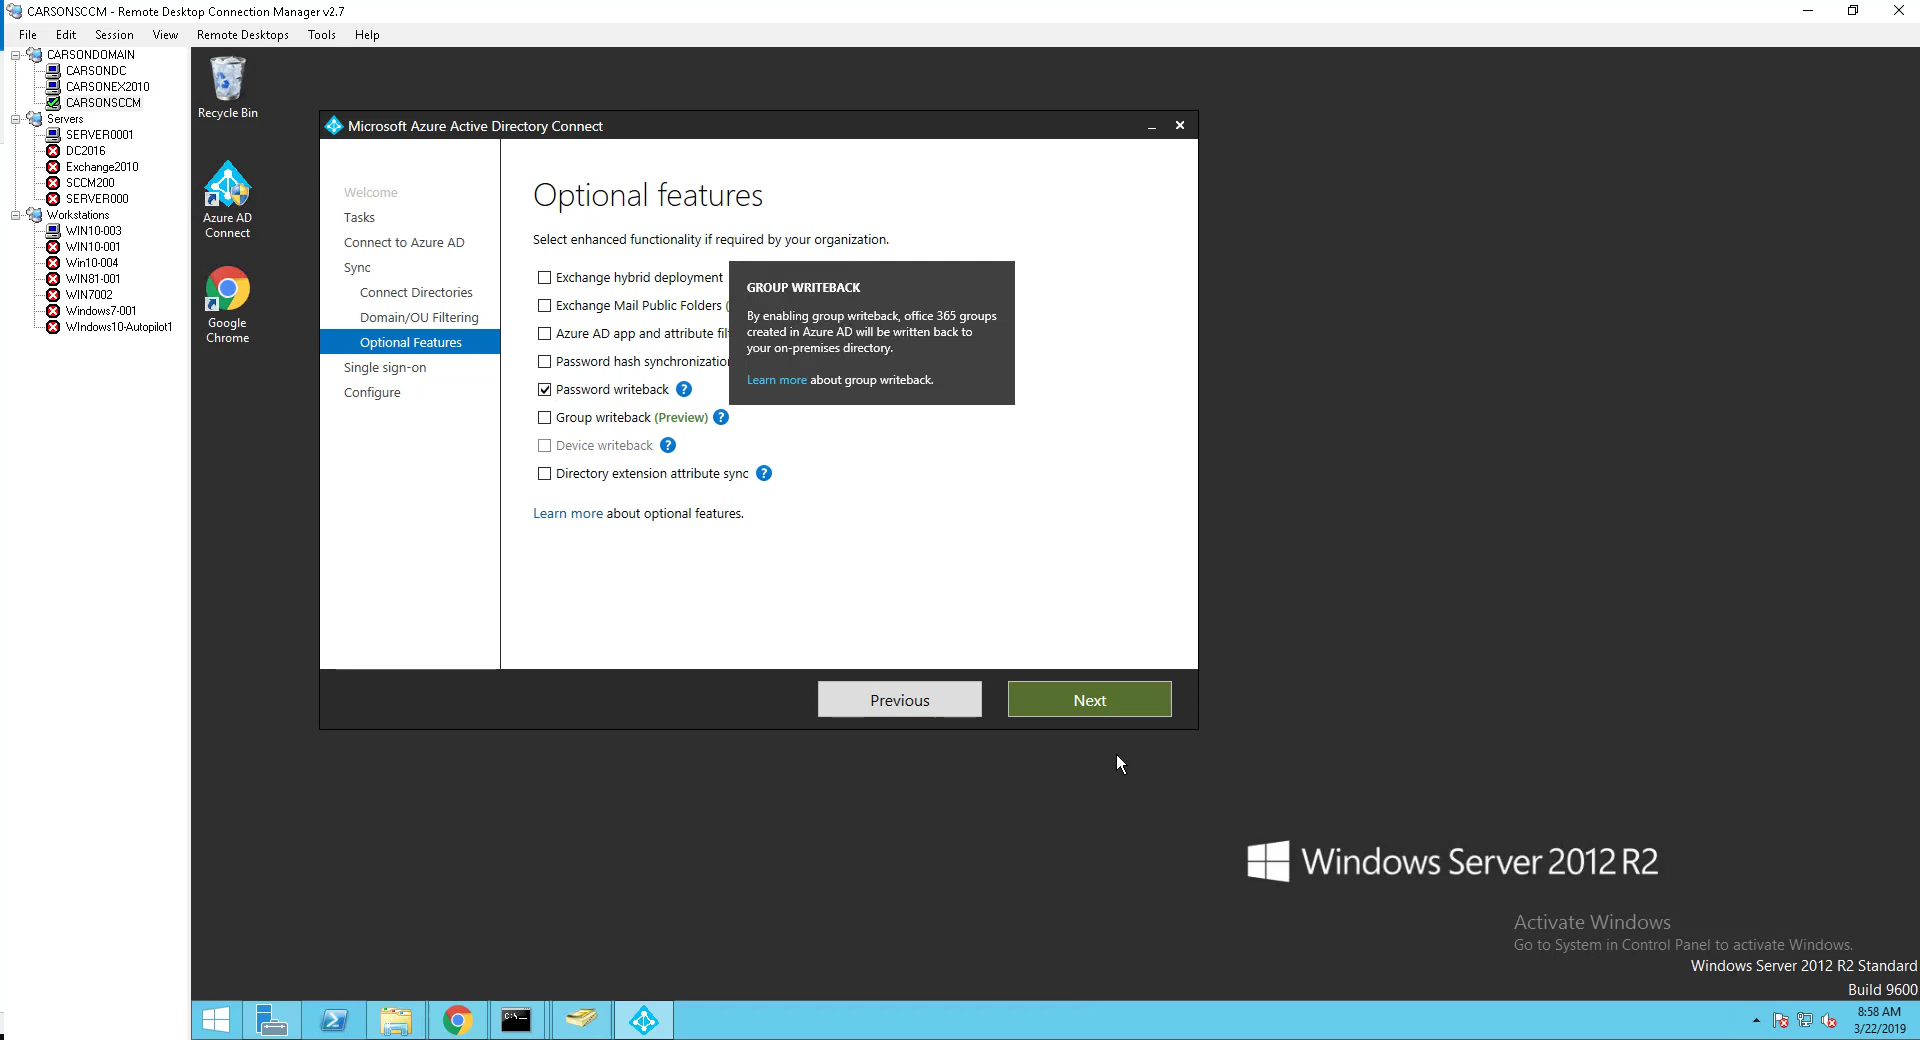 CARSONSCCM - Remote Desktop Connection Manager v2.7
File Edit Session View Remote Desktops Tools Help
CARSONDOMAIN
CARSONDC
CARSONEX2010
CARSONSCCM
Servers
SERVER0001
DC2016
Exchange2010
SCCM200
SERVER000
Workstations
WIN10-003
WIN10-001
Win10-004
WIN81-001
WIN7002
Windows7-001
WIndows10-Autopilot1
Recycle Bin
Azure AD
Connect
Google
Chrome
Microsoft Azure Active Directory Connect
Welcome
Tasks
Connect to Azure AD
Sync
Connect Directories
Domain/OU Filtering
Optional Features
Single sign-on
Configure
Optional features
Select enhanced functionality if required by your organization.
Exchange hybrid deployment
Exchange Mail Public Folders (
Azure AD app and attribute filt
Password hash synchronization
Password writeback ?
Group writeback (Preview) ?
Device writeback ?
Directory extension attribute sync ?
Learn more about optional features.
GROUP WRITEBACK
By enabling group writeback, office 365 groups
created in Azure AD will be written back to
your on-premises directory.
Learn more about group writeback.
Previous
Next
Windows Server 2012 R2
Activate Windows
Go to System in Control Panel to activate Windows.
Windows Server 2012 R2 Standard
Build 9600
C:\_
8:58 AM
3/22/2019